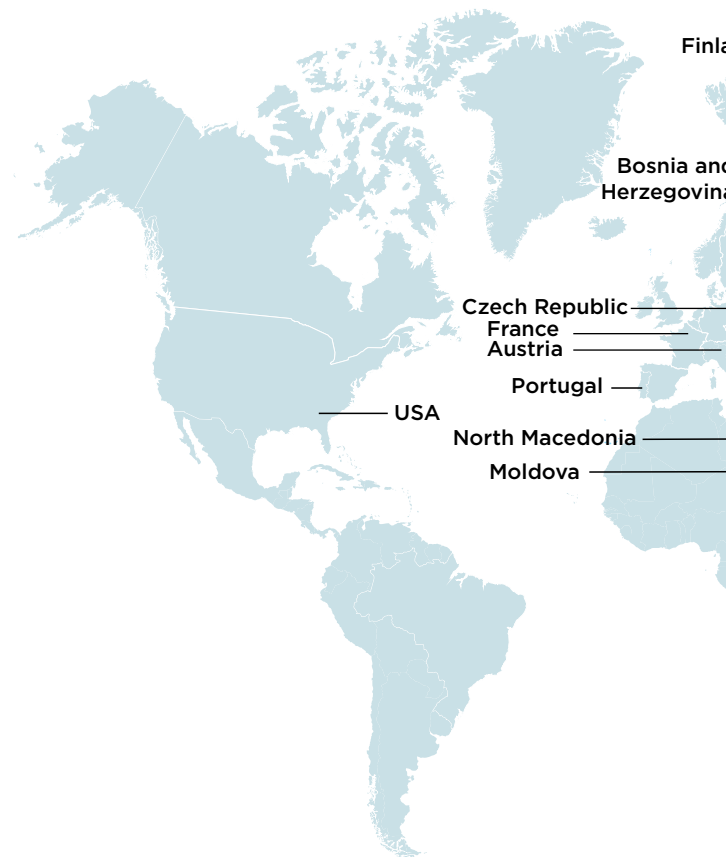 Finla
Bosnia and
Herzegovina
Czech Republic
France
Austria
Portugal
USA
North Macedonia
Moldova